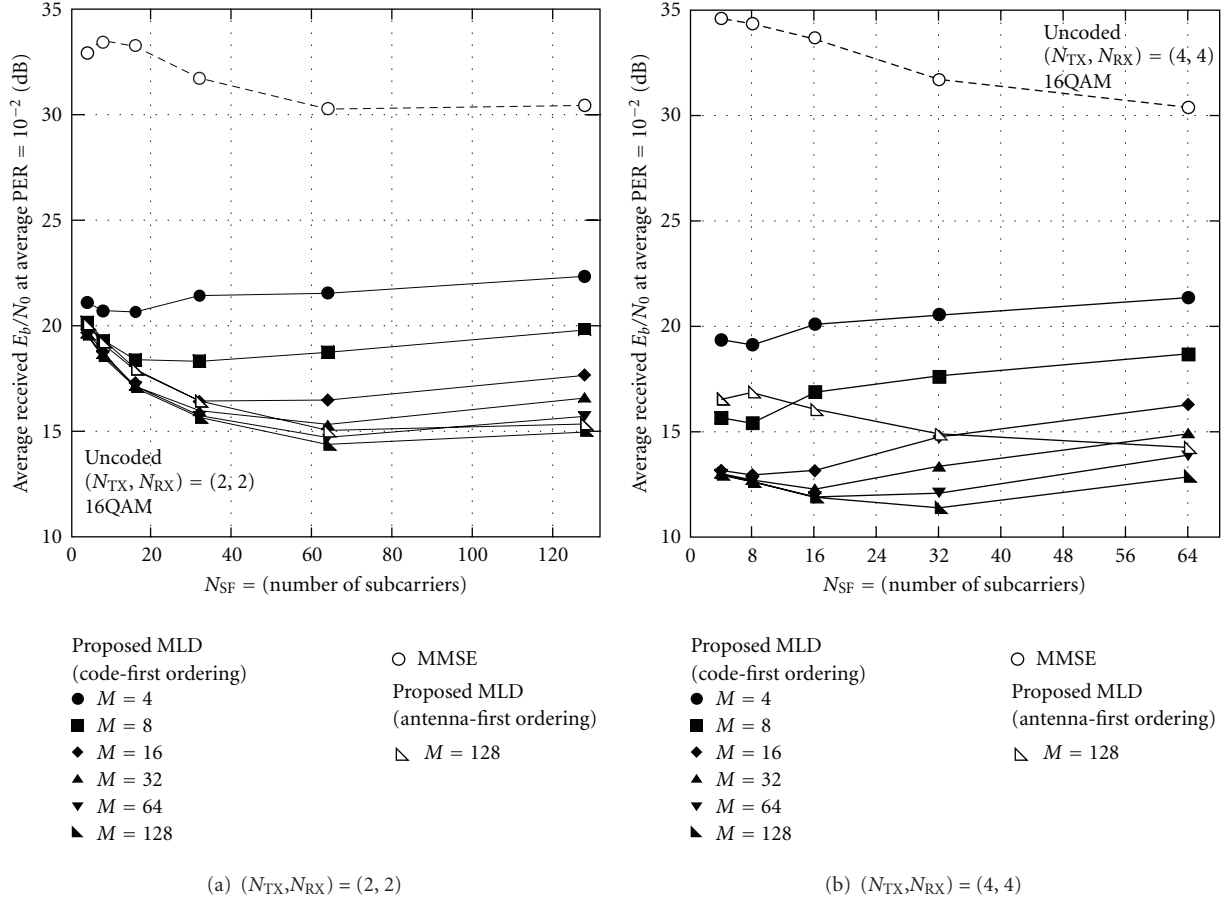 Average received E_b/N_0 at average PER = 10^−2 (dB)
35
30
25
20
15
10
Uncoded
(N_TX, N_RX) = (2, 2)
16QAM
0 20 40 60 80 100 120
N_SF = (number of subcarriers)
Proposed MLD
(code-first ordering)
M = 4
M = 8
M = 16
M = 32
M = 64
M = 128
MMSE
Proposed MLD
(antenna-first ordering)
M = 128
(a) (N_TX,N_RX) = (2, 2)
Average received E_b/N_0 at average PER = 10^−2 (dB)
35
30
25
20
15
10
Uncoded
(N_TX, N_RX) = (4, 4)
16QAM
0 8 16 24 32 40 48 56 64
N_SF = (number of subcarriers)
Proposed MLD
(code-first ordering)
M = 4
M = 8
M = 16
M = 32
M = 64
M = 128
MMSE
Proposed MLD
(antenna-first ordering)
M = 128
(b) (N_TX,N_RX) = (4, 4)